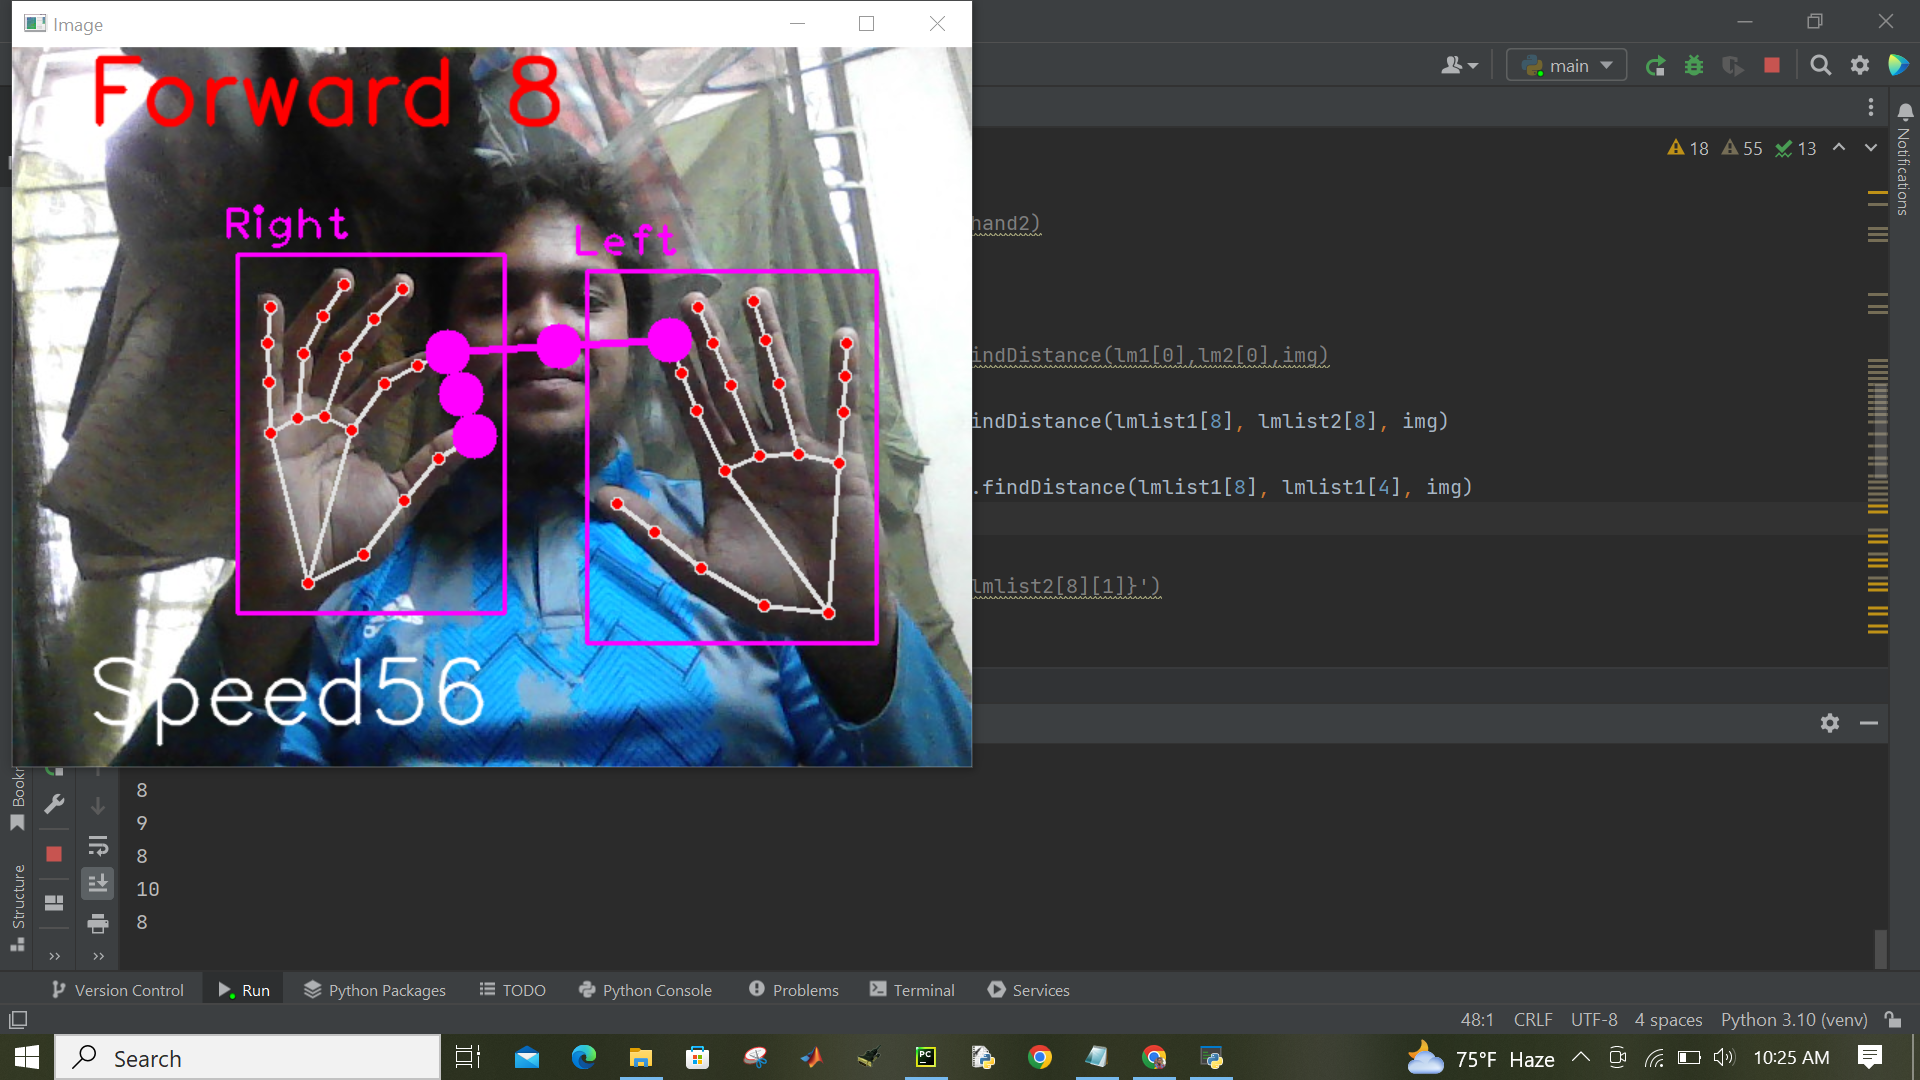 Image
Forward 8
Right
Left
Speed56
main
18 55 13
Notifications
hand2)
indDistance(lm1[0],lm2[0],img)
indDistance(lmlist1[8], lmlist2[8], img)
.findDistance(lmlist1[8], lmlist1[4], img)
lmlist2[8][1]}')
Structure
8
9
8
10
8
Version Control Run Python Packages TODO Python Console Problems Terminal Services
48:1 CRLF UTF-8 4 spaces Python 3.10 (venv)
Search
PC
75°F Haze 10:25 AM